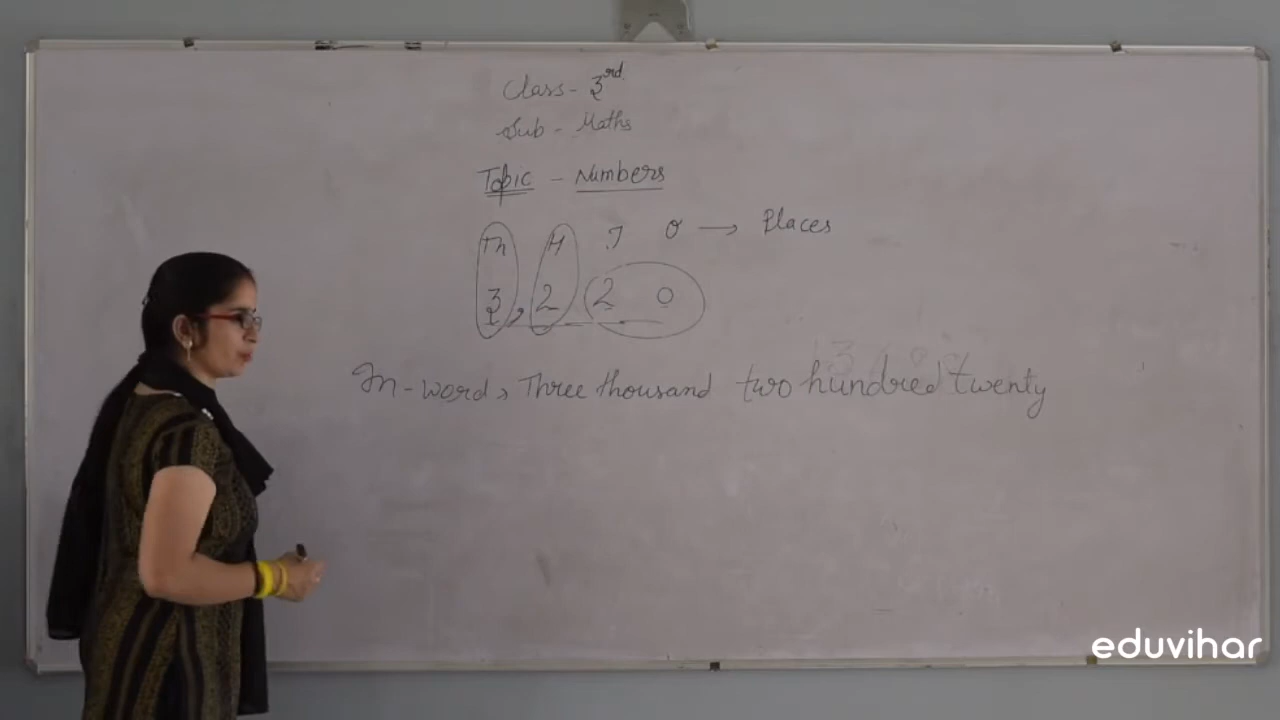 Class - 3rd.
Sub - Maths
Topic - Numbers
Th H T O → Places
3, 2 2 0
In-word, Three thousand two hundred twenty
eduvihar